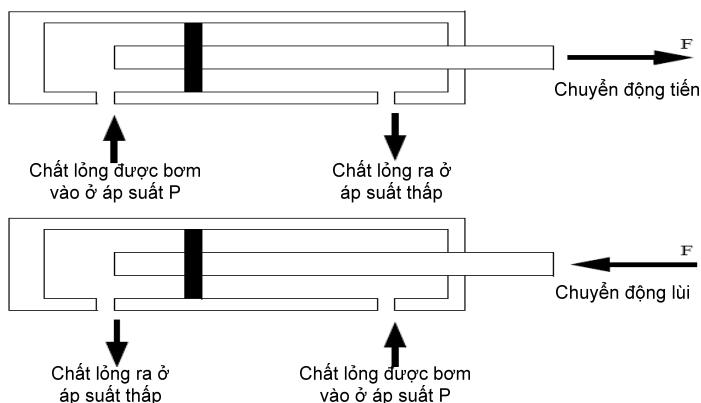 F
Chuyển động tiến
Chất lỏng được bơm
vào ở áp suất P
Chất lỏng ra ở
áp suất thấp
F
Chuyển động lùi
Chất lỏng ra ở
áp suất thấp
Chất lỏng được bơm
vào ở áp suất P